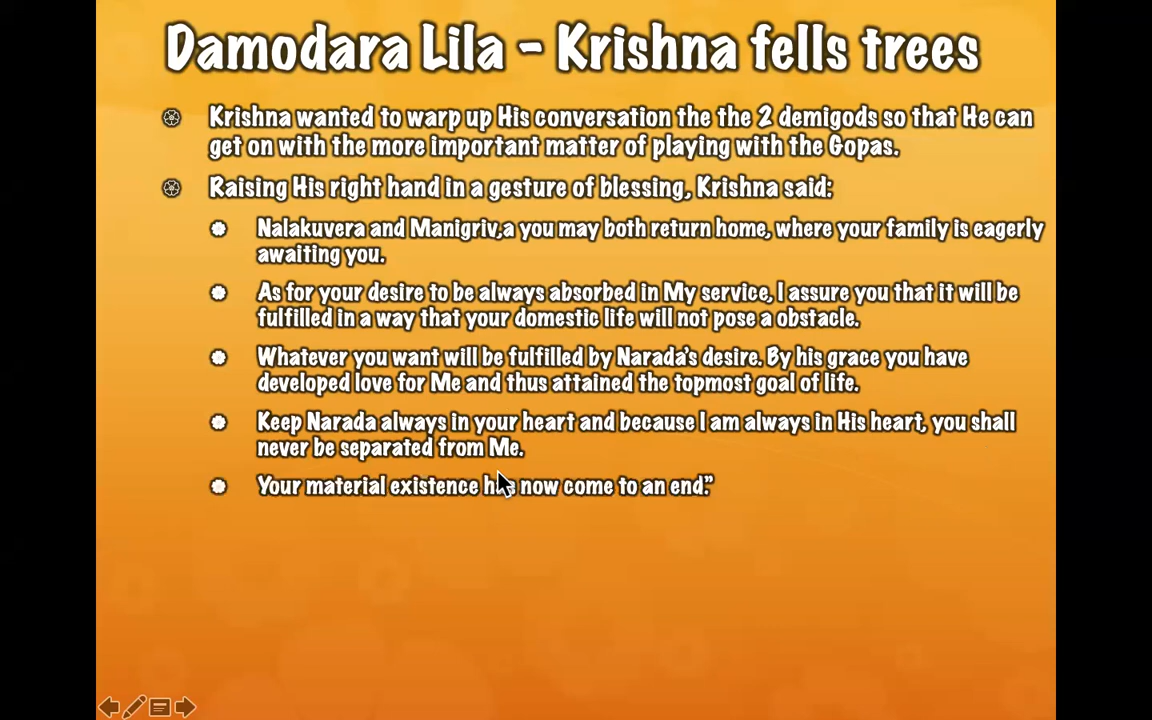 Damodara Lila - Krishna fells trees
Krishna wanted to warp up His conversation the the 2 demigods so that He can
get on with the more important matter of playing with the Gopas.
Raising His right hand in a gesture of blessing, Krishna said:
Nalakuvera and Manigriv,a you may both return home, where your family is eagerly
awaiting you.
As for your desire to be always absorbed in My service, I assure you that it will be
fulfilled in a way that your domestic life will not pose a obstacle.
Whatever you want will be fulfilled by Narada's desire. By his grace you have
developed love for Me and thus attained the topmost goal of life.
Keep Narada always in your heart and because I am always in His heart, you shall
never be separated from Me.
Your material existence has now come to an end."